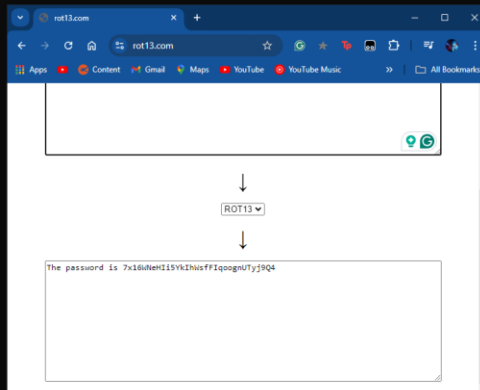 rot13.com
rot13.com
Apps
Content
Gmail
Maps
YouTube
YouTube Music
»
All Bookmarks
↓
ROT13
↓
The password is 7x16WNeHIi5YkIhWsfFIqoognUTyj9Q4